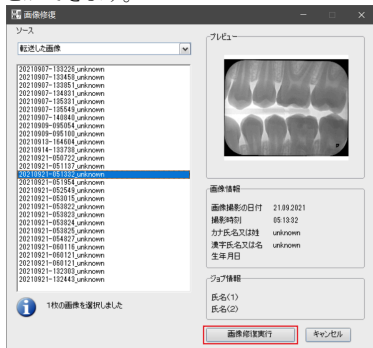 画像修復
ソース
転送した画像
20210907-133226_unknown
20210907-133458_unknown
20210907-133851_unknown
20210907-134831_unknown
20210907-135331_unknown
20210907-135549_unknown
20210907-140840_unknown
20210909-095054_unknown
20210909-095100_unknown
20210913-164604_unknown
20210914-133738_unknown
20210921-050722_unknown
20210921-051137_unknown
20210921-051332_unknown
20210921-051954_unknown
20210921-052549_unknown
20210921-053015_unknown
20210921-053822_unknown
20210921-053823_unknown
20210921-053824_unknown
20210921-053825_unknown
20210921-054827_unknown
20210921-060116_unknown
20210921-060121_unknown
20210921-060121_unknown
20210921-132383_unknown
20210921-132443_unknown
1枚の画像を選択しました
プレビュー
画像情報
画像撮影の日付 21.09.2021
撮影時刻 05:13:32
カナ氏名又は姓 unknown
漢字氏名又は名 unknown
生年月日
ジョブ情報
氏名(1)
氏名(2)
画像修復実行
キャンセル